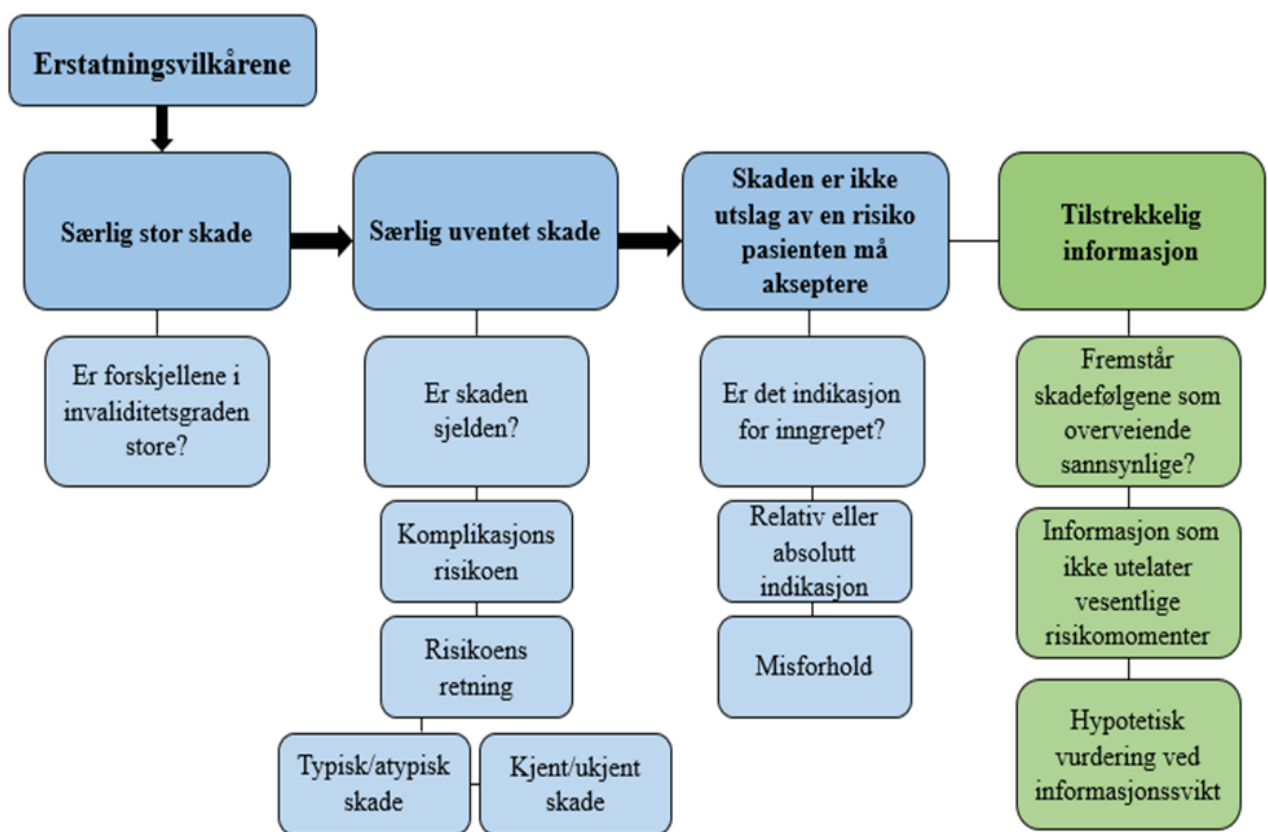 Erstatningsvilkårene
Særlig stor skade
Særlig uventet skade
Skaden er ikke
utslag av en risiko
pasienten må
akseptere
Tilstrekkelig
informasjon
Er forskjellene i
invaliditetsgraden
store?
Er skaden
sjelden?
Komplikasjons
risikoen
Risikoens
retning
Typisk/atypisk
skade
Kjent/ukjent
skade
Er det indikasjon
for inngrepet?
Relativ eller
absolutt
indikasjon
Misforhold
Fremstår
skadefølgene som
overveiende
sannsynlige?
Informasjon som
ikke utelater
vesentlige
risikomomenter
Hypotetisk
vurdering ved
informasjonssvikt